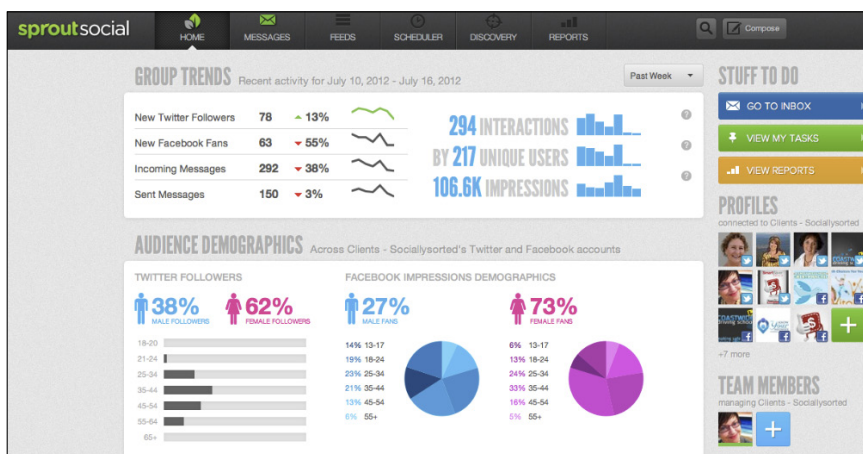 sproutsocial
HOME
MESSAGES
FEEDS
SCHEDULER
DISCOVERY
REPORTS
Compose
GROUP TRENDS Recent activity for July 10, 2012 - July 16, 2012
Past Week
New Twitter Followers 78 13%
New Facebook Fans 63 55%
Incoming Messages 292 38%
Sent Messages 150 3%
294 INTERACTIONS
BY 217 UNIQUE USERS
106.6K IMPRESSIONS
?
?
?
STUFF TO DO
GO TO INBOX
VIEW MY TASKS
VIEW REPORTS
PROFILES
connected to Clients - Sociallysorted
+7 more
TEAM MEMBERS
managing Clients - Sociallysorted
AUDIENCE DEMOGRAPHICS Across Clients - Sociallysorted's Twitter and Facebook accounts
TWITTER FOLLOWERS
38%
MALE FOLLOWERS
62%
FEMALE FOLLOWERS
18-20
21-24
25-34
35-44
45-54
55-64
65+
FACEBOOK IMPRESSIONS DEMOGRAPHICS
27%
MALE FANS
14% 13-17
19% 18-24
23% 25-34
21% 35-44
13% 45-54
6% 55+
73%
FEMALE FANS
6% 13-17
13% 18-24
24% 25-34
33% 35-44
16% 45-54
5% 55+